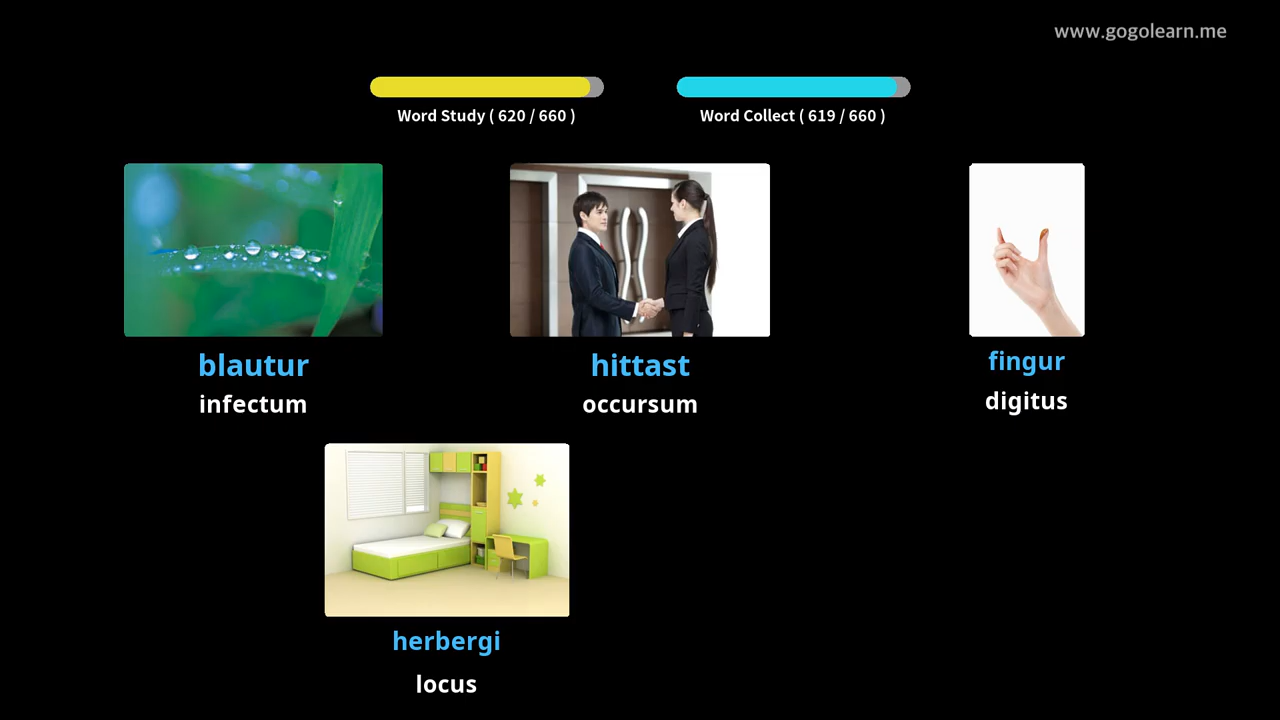 www.gogolearn.me
Word Study ( 620 / 660 )
Word Collect ( 619 / 660 )
blautur
infectum
hittast
occursum
fingur
digitus
herbergi
locus